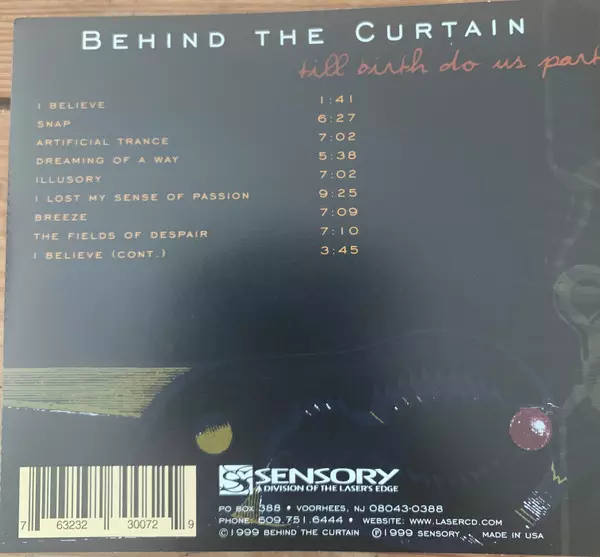 BEHIND THE CURTAIN
till birth do us part
I BELIEVE 1:41
SNAP 6:27
ARTIFICIAL TRANCE 7:02
DREAMING OF A WAY 5:38
ILLUSORY 7:02
I LOST MY SENSE OF PASSION 9:25
BREEZE 7:09
THE FIELDS OF DESPAIR 7:10
I BELIEVE (CONT.) 3:45
SENSORY
A DIVISION OF THE LASER'S EDGE
PO BOX 388 • VOORHEES, NJ 08043-0388
PHONE: 609.751.6444 • WEBSITE: WWW.LASERCD.COM
©1999 BEHIND THE CURTAIN ℗1999 SENSORY MADE IN USA
7 63232 30072 9